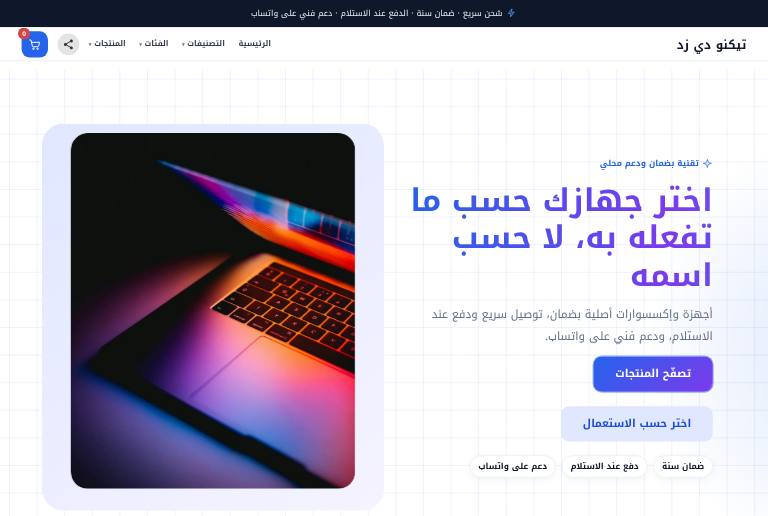 شحن سريع · ضمان سنة · الدفع عند الاستلام · دعم فني على واتساب
تيكنو دي زد
الرئيسية
التصنيفات
الفئات
المنتجات
0
تقنية بضمان ودعم محلي
اختر جهازك حسب ما
تفعله به، لا حسب
اسمه
أجهزة وإكسسوارات أصلية بضمان، توصيل سريع ودفع عند
الاستلام، ودعم فني على واتساب.
تصفّح المنتجات
اختر حسب الاستعمال
ضمان سنة
دفع عند الاستلام
دعم على واتساب